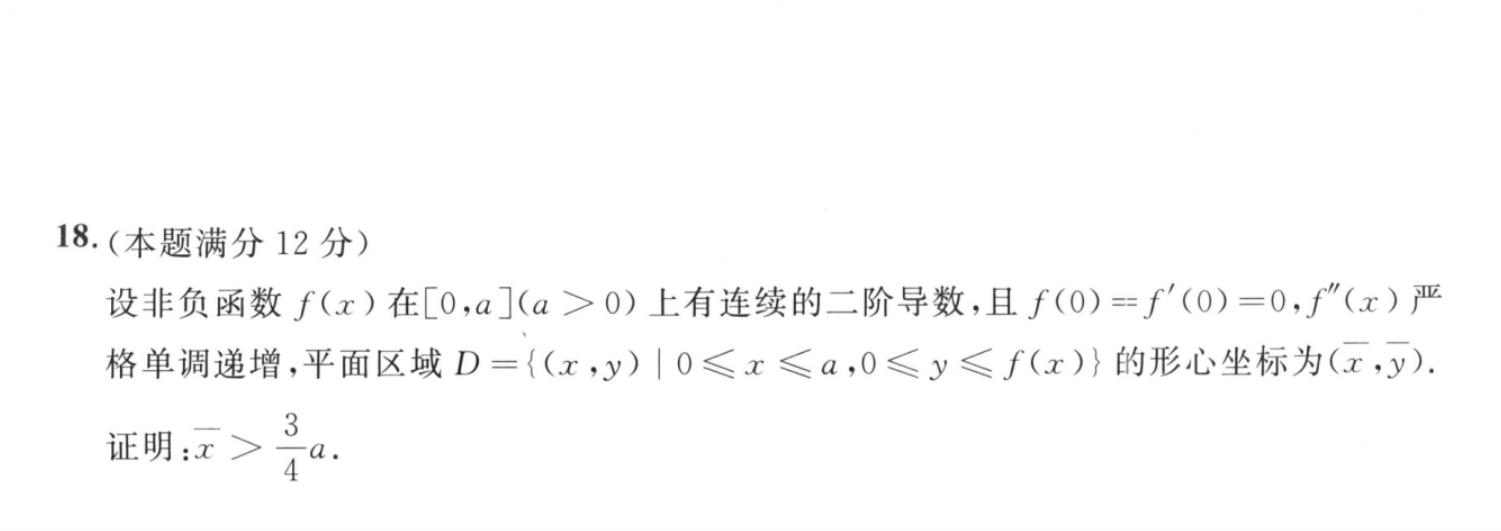 18.(本题满分 12 分)
设非负函数 f(x)在[0,a](a > 0)上有连续的二阶导数,且 f(0)=f′(0)=0,f″(x)严
格单调递增,平面区域 D={(x,y)|0⩽x⩽a,0⩽y⩽f(x)}的形心坐标为(x̄,ȳ).
证明:x̄ > 3/4 a.